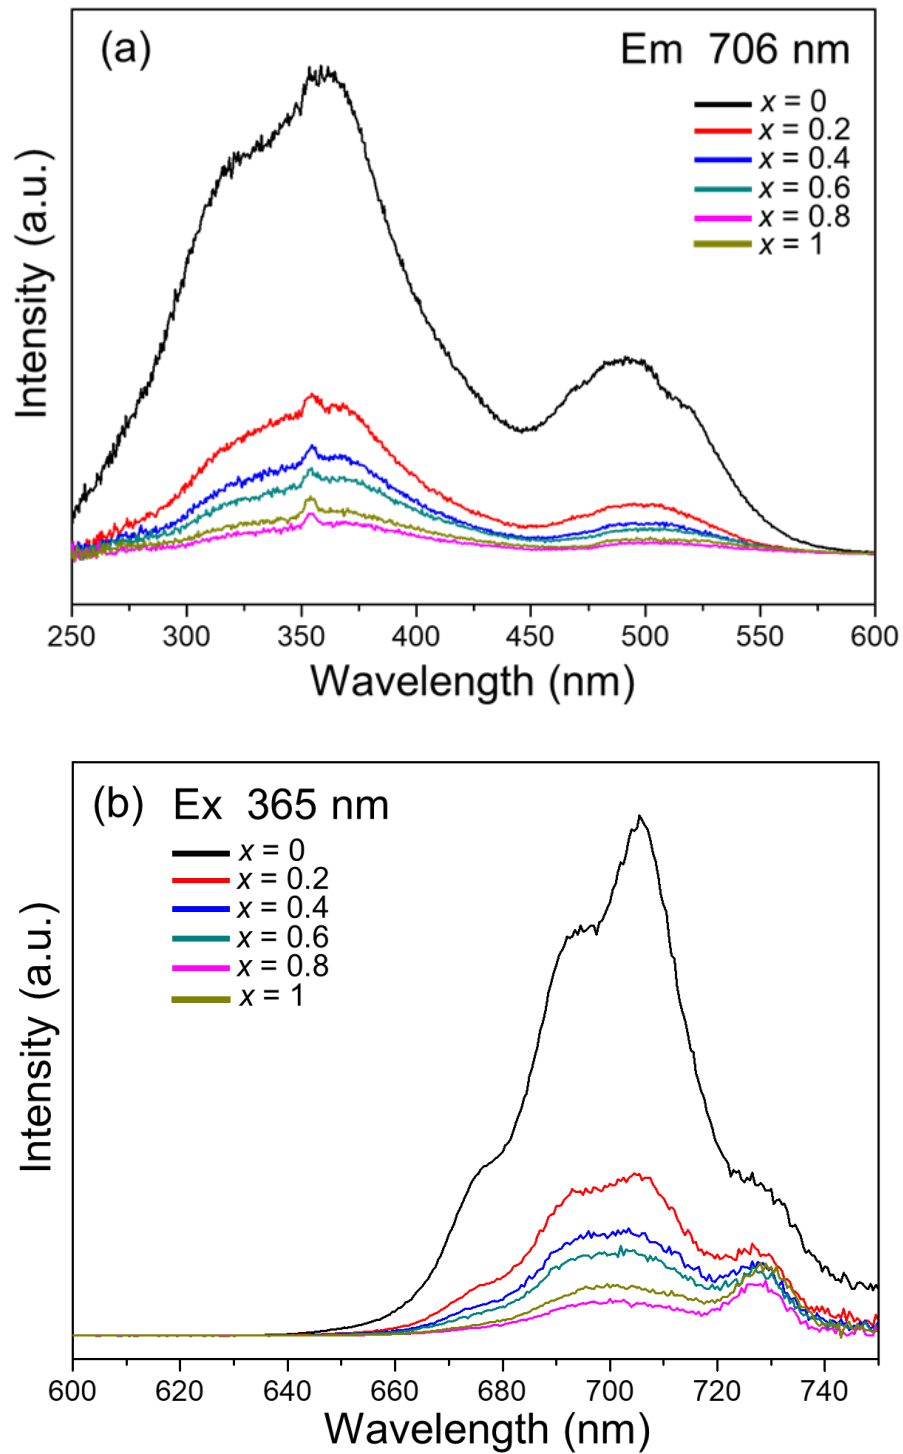 (a)
Em 706 nm
x = 0
x = 0.2
x = 0.4
x = 0.6
x = 0.8
x = 1
Intensity (a.u.)
250 300 350 400 450 500 550 600
Wavelength (nm)
(b) Ex 365 nm
x = 0
x = 0.2
x = 0.4
x = 0.6
x = 0.8
x = 1
Intensity (a.u.)
600 620 640 660 680 700 720 740
Wavelength (nm)